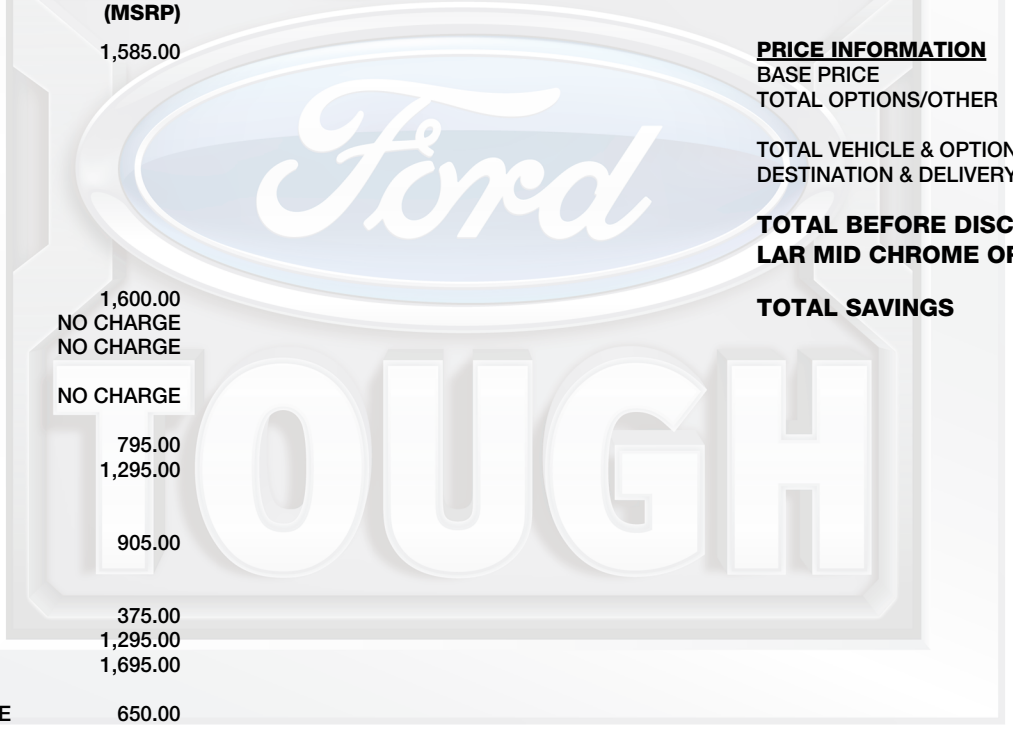 (MSRP)
1,585.00
1,600.00
NO CHARGE
NO CHARGE
NO CHARGE
795.00
1,295.00
905.00
375.00
1,295.00
1,695.00
E 650.00
PRICE INFORMATION
BASE PRICE
TOTAL OPTIONS/OTHER
TOTAL VEHICLE & OPTION
DESTINATION & DELIVERY
TOTAL BEFORE DISC
LAR MID CHROME OF
TOTAL SAVINGS
Ford
TOUGH